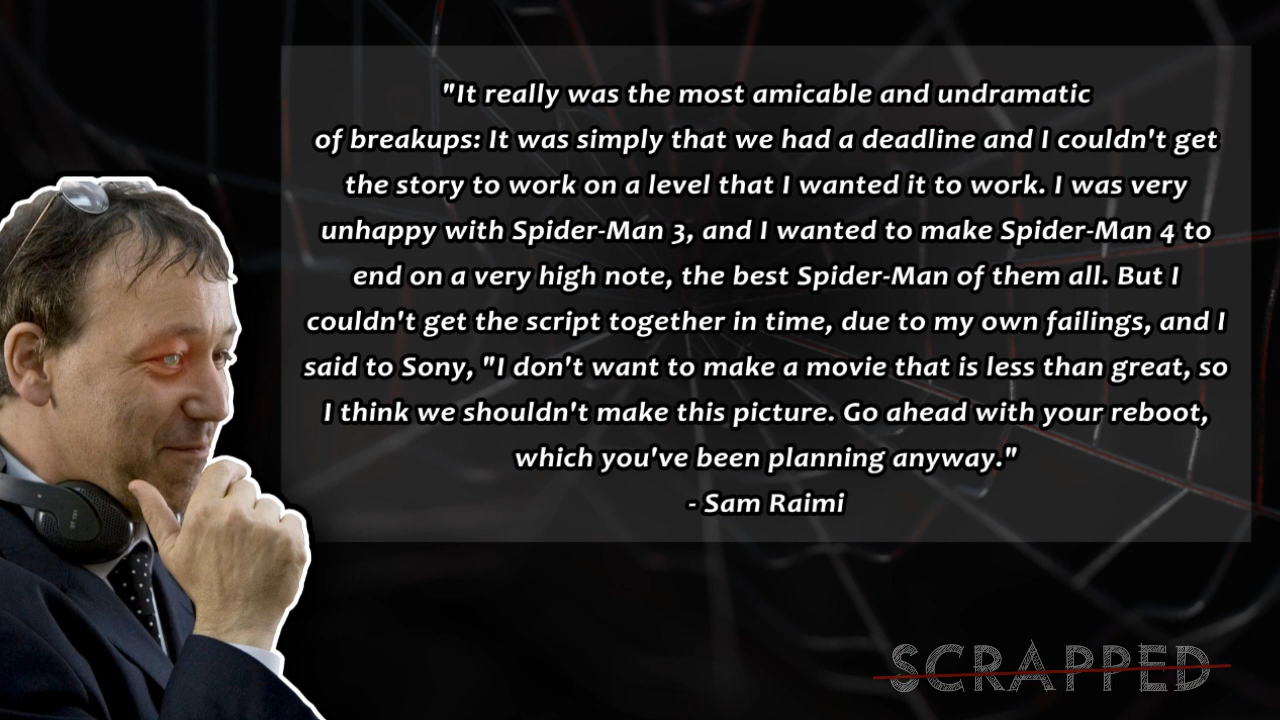 "It really was the most amicable and undramatic
of breakups: It was simply that we had a deadline and I couldn't get
the story to work on a level that I wanted it to work. I was very
unhappy with Spider-Man 3, and I wanted to make Spider-Man 4 to
end on a very high note, the best Spider-Man of them all. But I
couldn't get the script together in time, due to my own failings, and I
said to Sony, "I don't want to make a movie that is less than great, so
I think we shouldn't make this picture. Go ahead with your reboot,
which you've been planning anyway."
- Sam Raimi
SCRAPPED